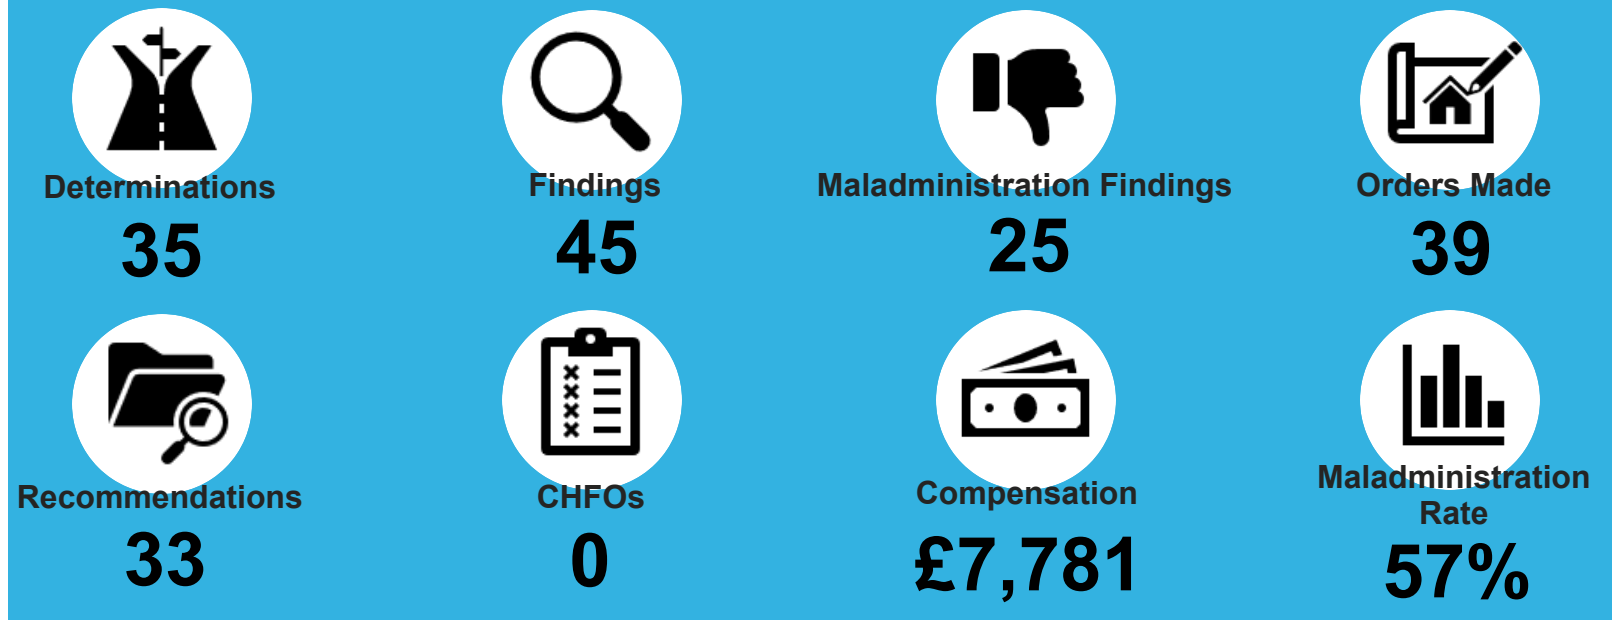 Determinations
35
Findings
45
Maladministration Findings
25
Orders Made
39
Recommendations
33
CHFOs
0
Compensation
£7,781
Maladministration
Rate
57%